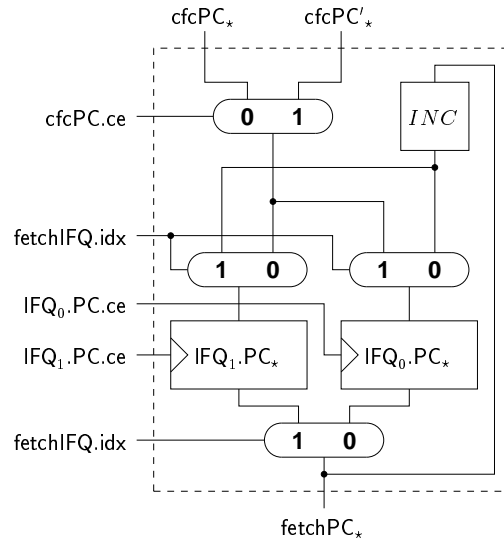 cfcPC⋆ cfcPC′⋆
cfcPC.ce 0 1 INC
fetchIFQ.idx
1 0 1 0
IFQ₀.PC.ce
IFQ₁.PC.ce IFQ₁.PC⋆ IFQ₀.PC⋆
fetchIFQ.idx 1 0
fetchPC⋆